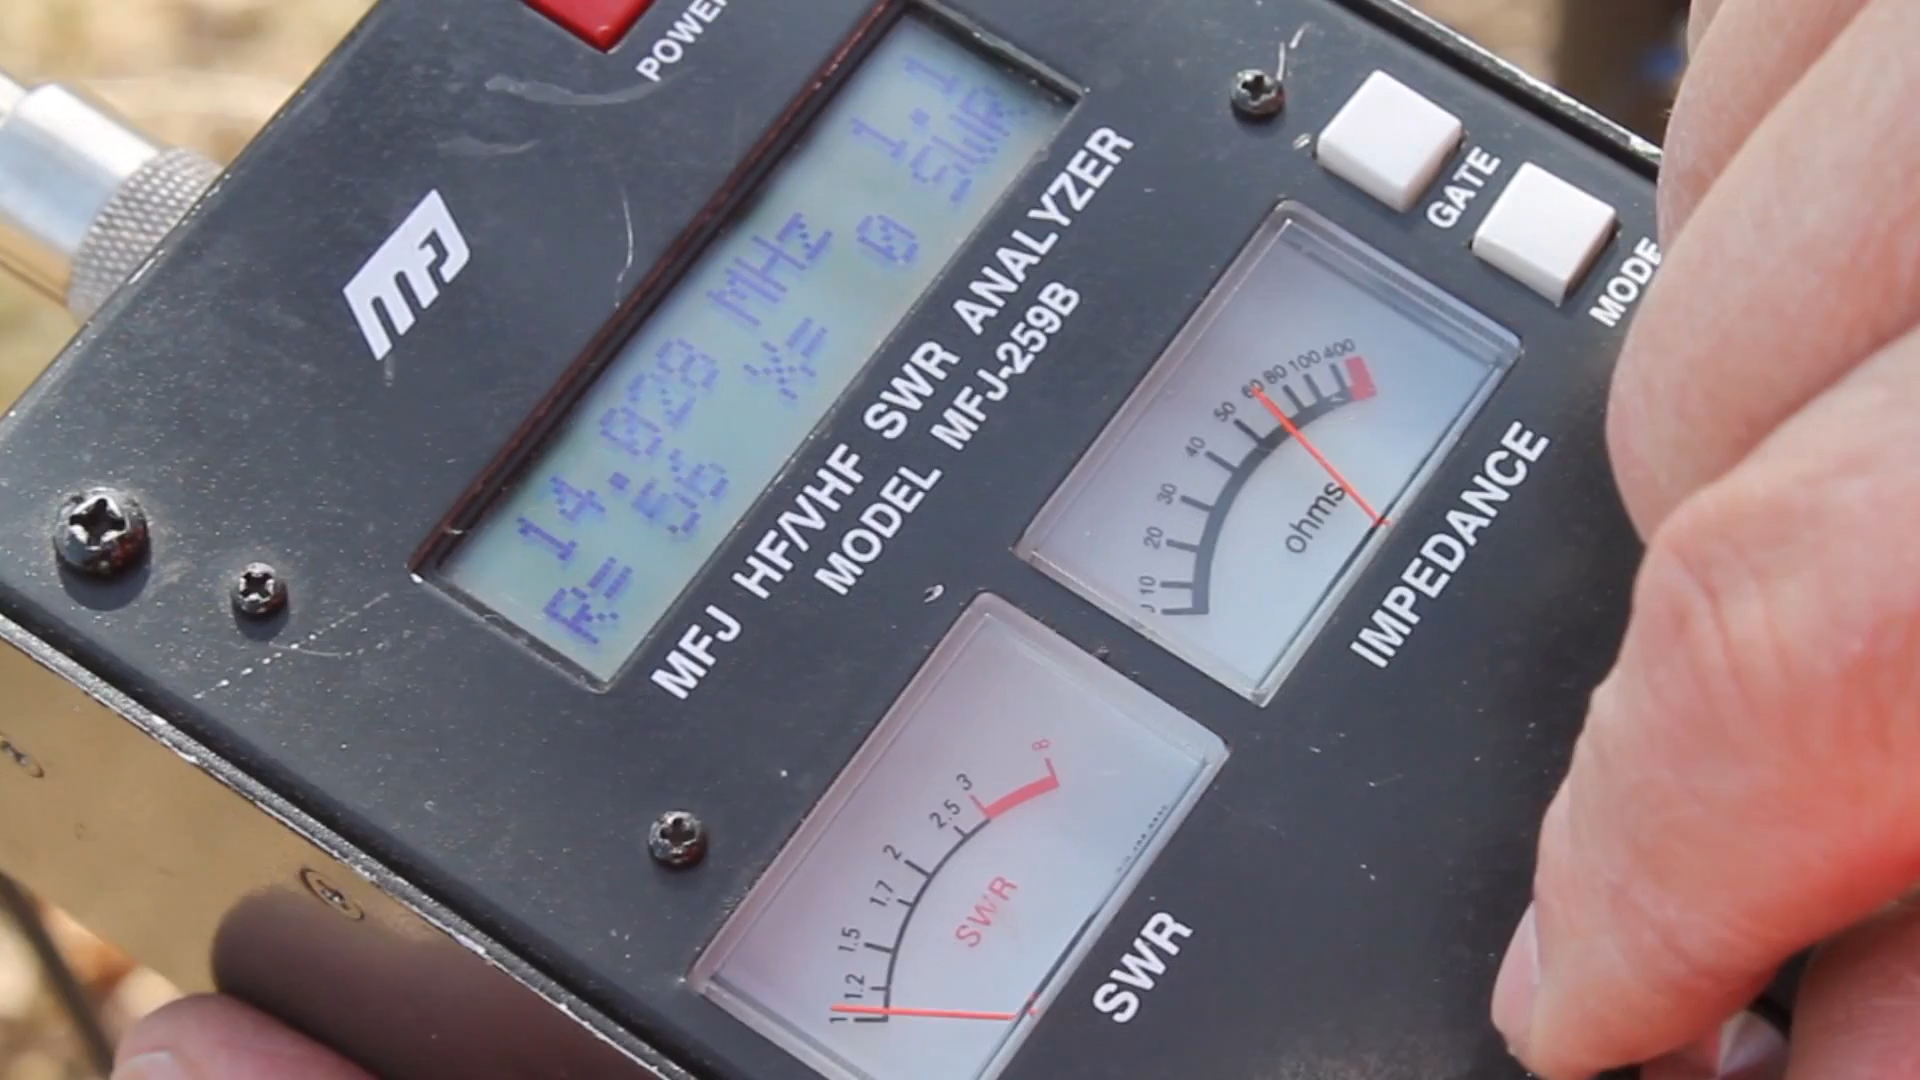 POWER
MFJ
14.028 MHz 1.1
R= 56 X= 0 SWR
MFJ HF/VHF SWR ANALYZER
MODEL MFJ-259B
GATE
MODE
10 20 30 40 50 60 80 100 400
ohms
IMPEDANCE
1 1.2 1.5 1.7 2 2.5 3 ∞
SWR
SWR